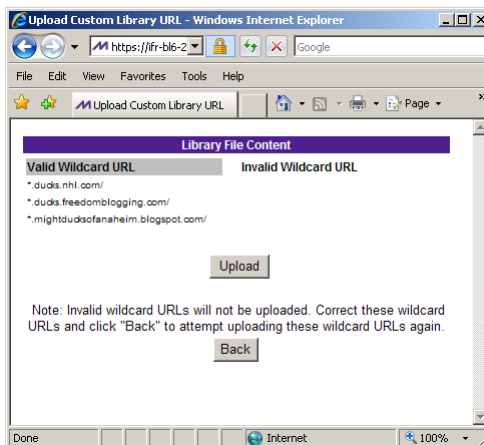 Upload Custom Library URL - Windows Internet Explorer
https://ifr-bl6-2
Google
File Edit View Favorites Tools Help
Upload Custom Library URL
Page
»
Library File Content
Valid Wildcard URL Invalid Wildcard URL
*.ducks.nhl.com/
*.ducks.freedomblogging.com/
*.mightducksofanaheim.blogspot.com/
Upload
Note: Invalid wildcard URLs will not be uploaded. Correct these wildcard
URLs and click "Back" to attempt uploading these wildcard URLs again.
Back
Done Internet 100%